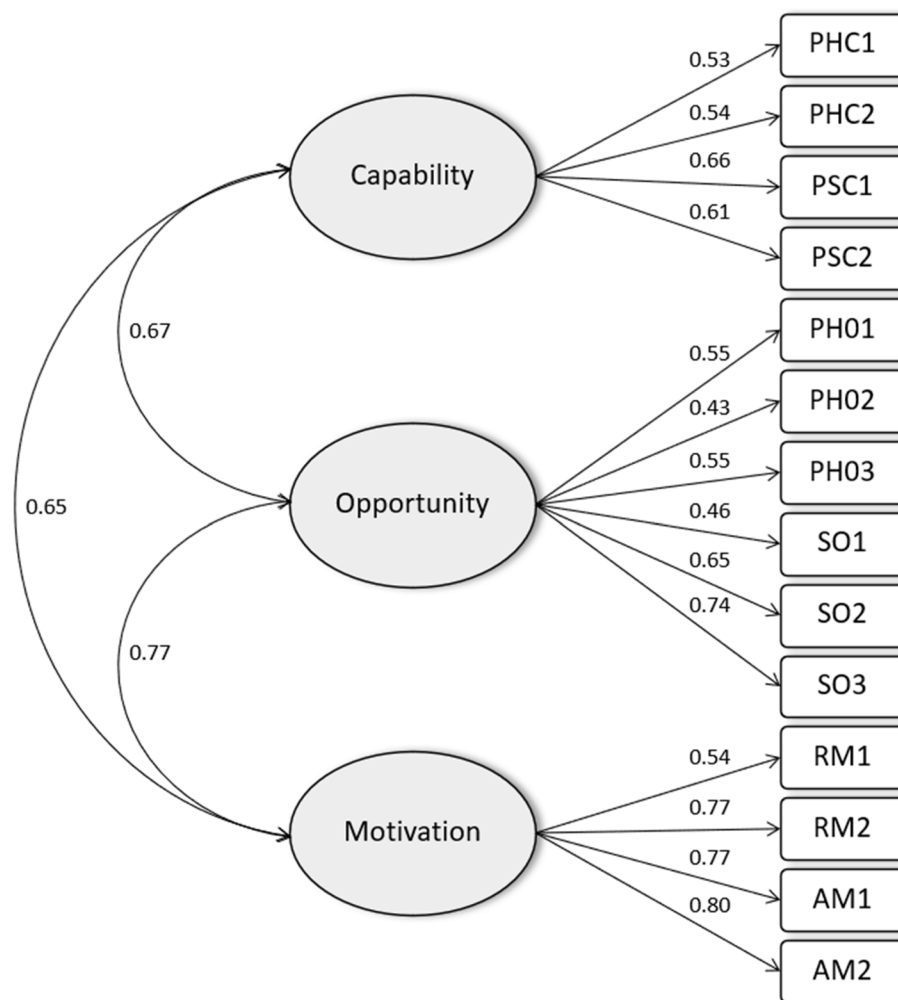 PHC1
0.53
PHC2
0.54
Capability
0.66
PSC1
0.61
PSC2
0.67
PH01
0.55
PH02
0.43
PH03
0.55
Opportunity
0.65
0.46
SO1
0.65
SO2
0.74
SO3
0.77
RM1
0.54
RM2
0.77
Motivation
0.77
AM1
0.80
AM2